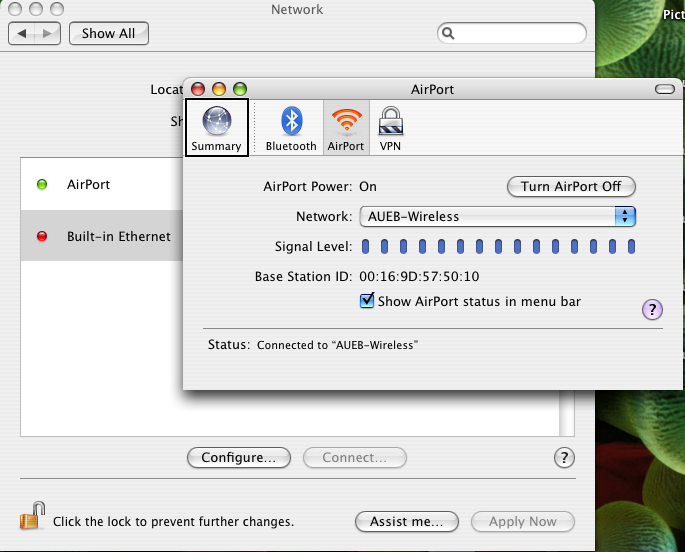 Network
Show All
Pict
Locat
Sh
AirPort
Built-in Ethernet
AirPort
Summary
Bluetooth
AirPort
VPN
AirPort Power: On
Turn AirPort Off
Network: AUEB-Wireless
Signal Level:
Base Station ID: 00:16:9D:57:50:10
Show AirPort status in menu bar
?
Status: Connected to “AUEB-Wireless”
Configure...
Connect...
?
Click the lock to prevent further changes.
Assist me...
Apply Now